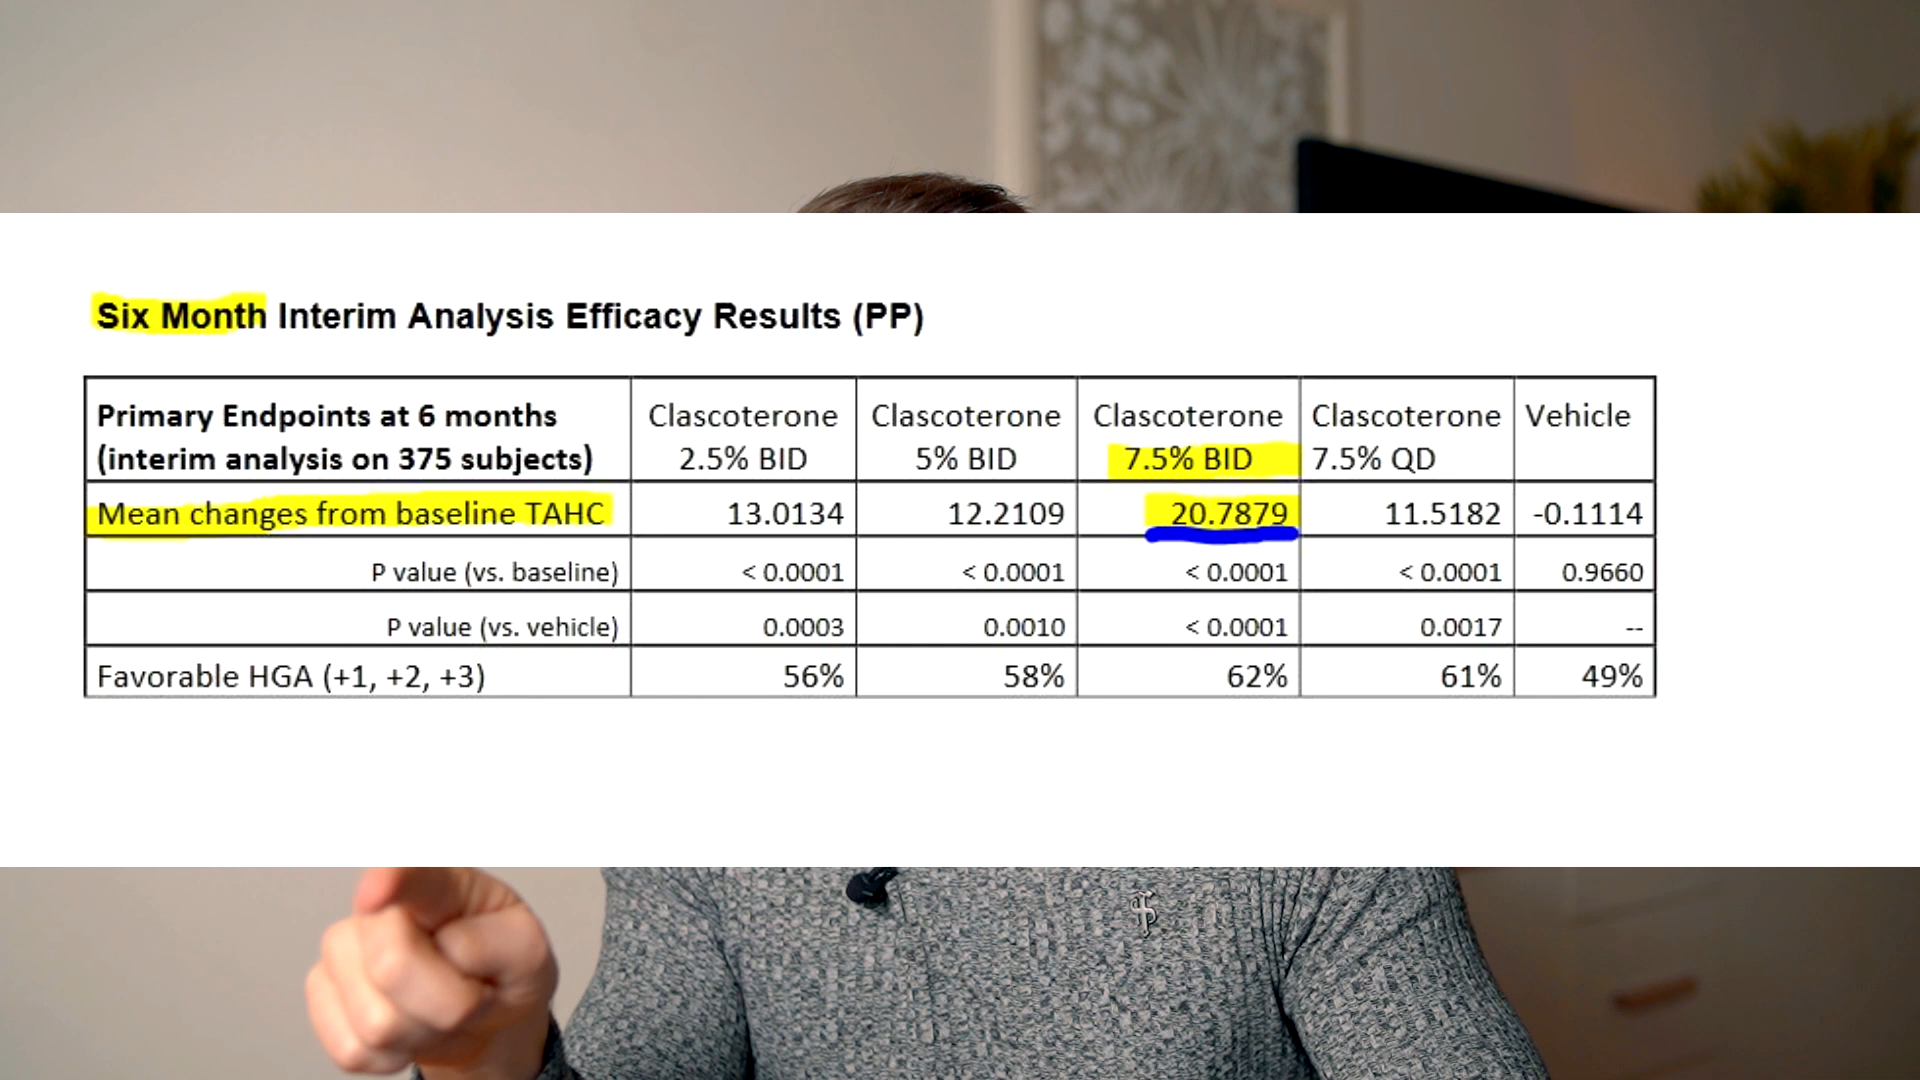 Six Month Interim Analysis Efficacy Results (PP)
Primary Endpoints at 6 months (interim analysis on 375 subjects) Clascoterone 2.5% BID Clascoterone 5% BID Clascoterone 7.5% BID Clascoterone 7.5% QD Vehicle
Mean changes from baseline TAHC 13.0134 12.2109 20.7879 11.5182 -0.1114
P value (vs. baseline) < 0.0001 < 0.0001 < 0.0001 < 0.0001 0.9660
P value (vs. vehicle) 0.0003 0.0010 < 0.0001 0.0017 --
Favorable HGA (+1, +2, +3) 56% 58% 62% 61% 49%